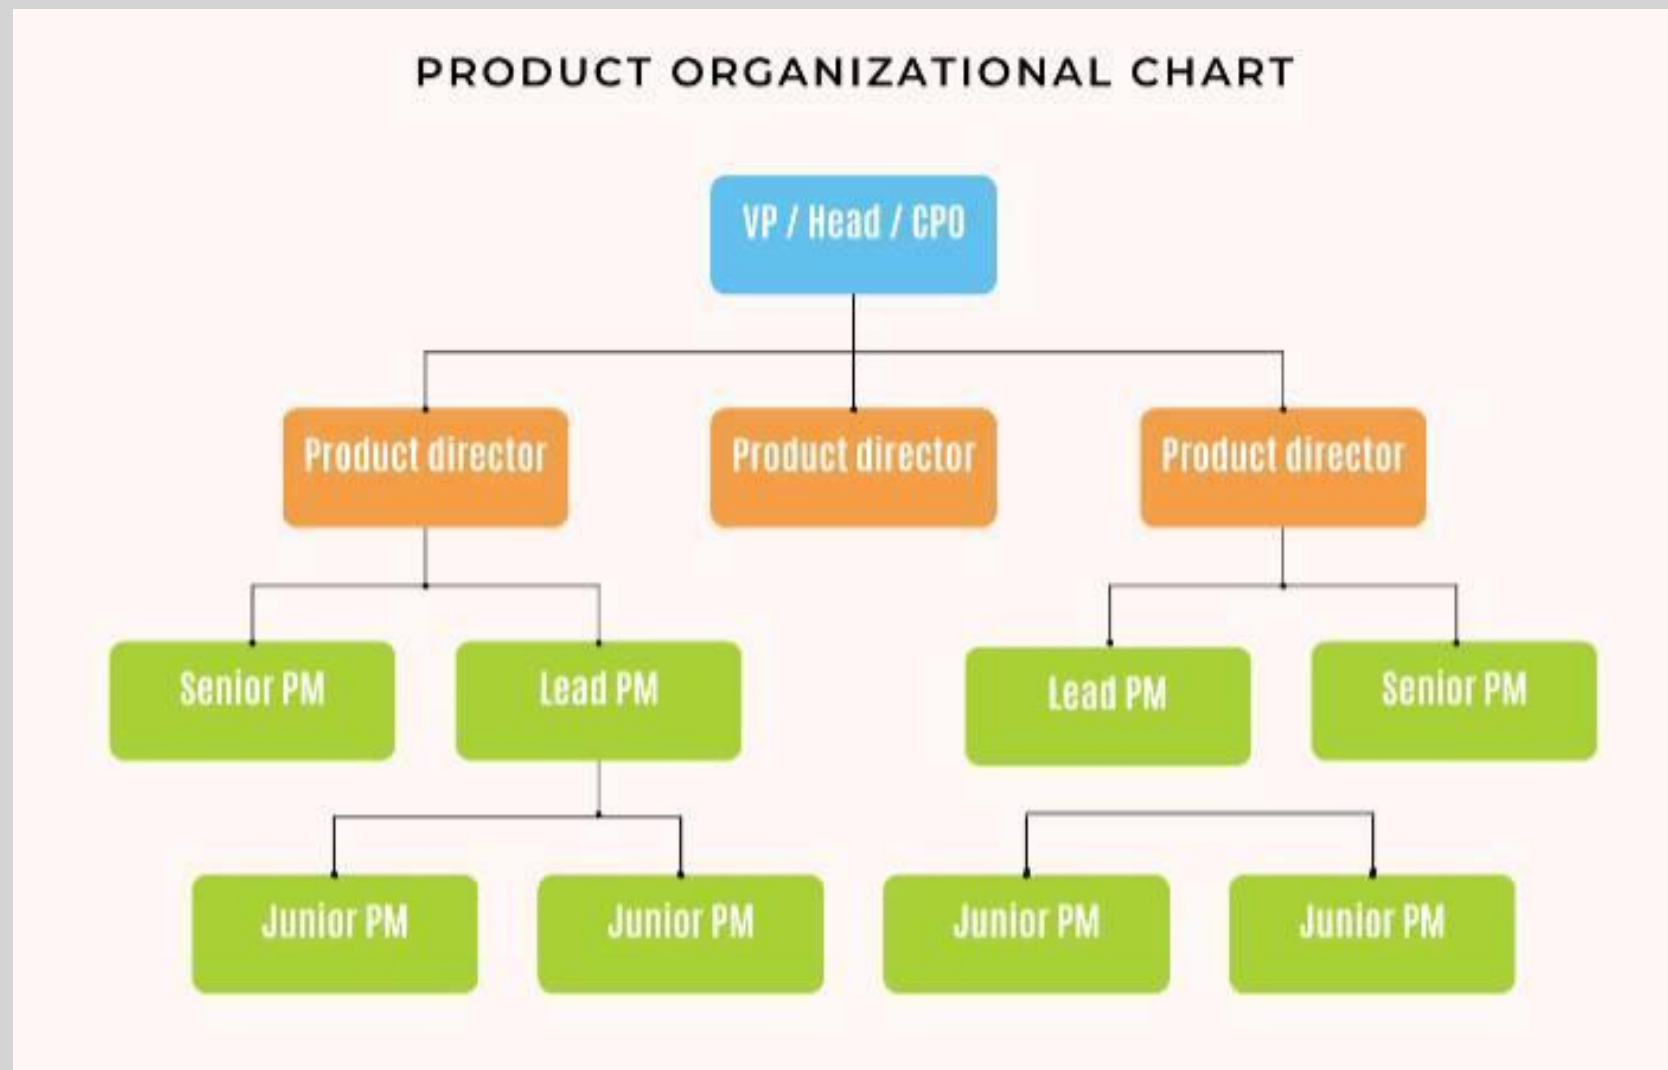 PRODUCT ORGANIZATIONAL CHART
VP / Head / CPO
Product director
Product director
Product director
Senior PM
Lead PM
Lead PM
Senior PM
Junior PM
Junior PM
Junior PM
Junior PM